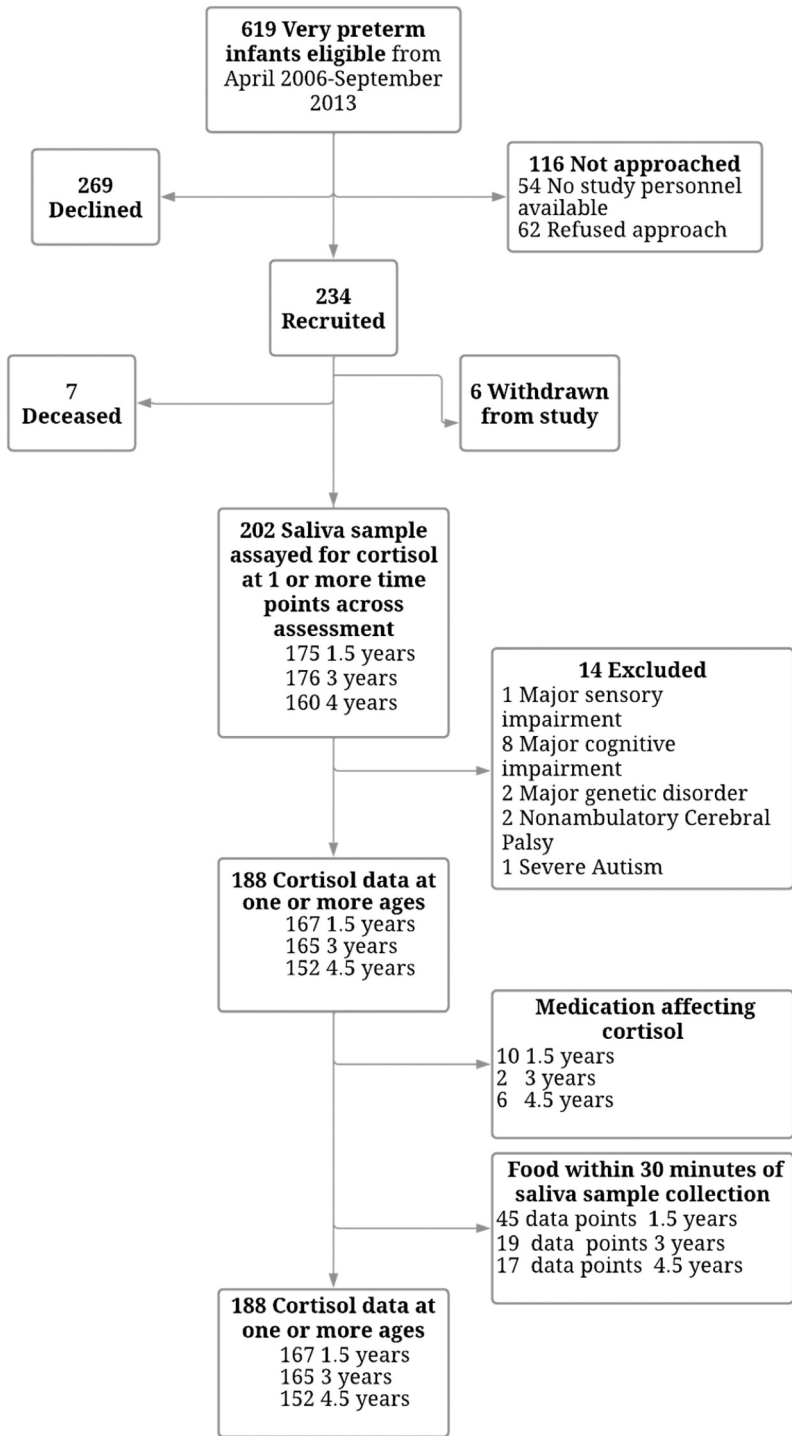 619 Very preterm
infants eligible from
April 2006-September
2013
269
Declined
116 Not approached
54 No study personnel
available
62 Refused approach
234
Recruited
7
Deceased
6 Withdrawn
from study
202 Saliva sample
assayed for cortisol
at 1 or more time
points across
assessment
175 1.5 years
176 3 years
160 4 years
14 Excluded
1 Major sensory
impairment
8 Major cognitive
impairment
2 Major genetic disorder
2 Nonambulatory Cerebral
Palsy
1 Severe Autism
188 Cortisol data at
one or more ages
167 1.5 years
165 3 years
152 4.5 years
Medication affecting
cortisol
10 1.5 years
2 3 years
6 4.5 years
Food within 30 minutes of
saliva sample collection
45 data points 1.5 years
19 data points 3 years
17 data points 4.5 years
188 Cortisol data at
one or more ages
167 1.5 years
165 3 years
152 4.5 years